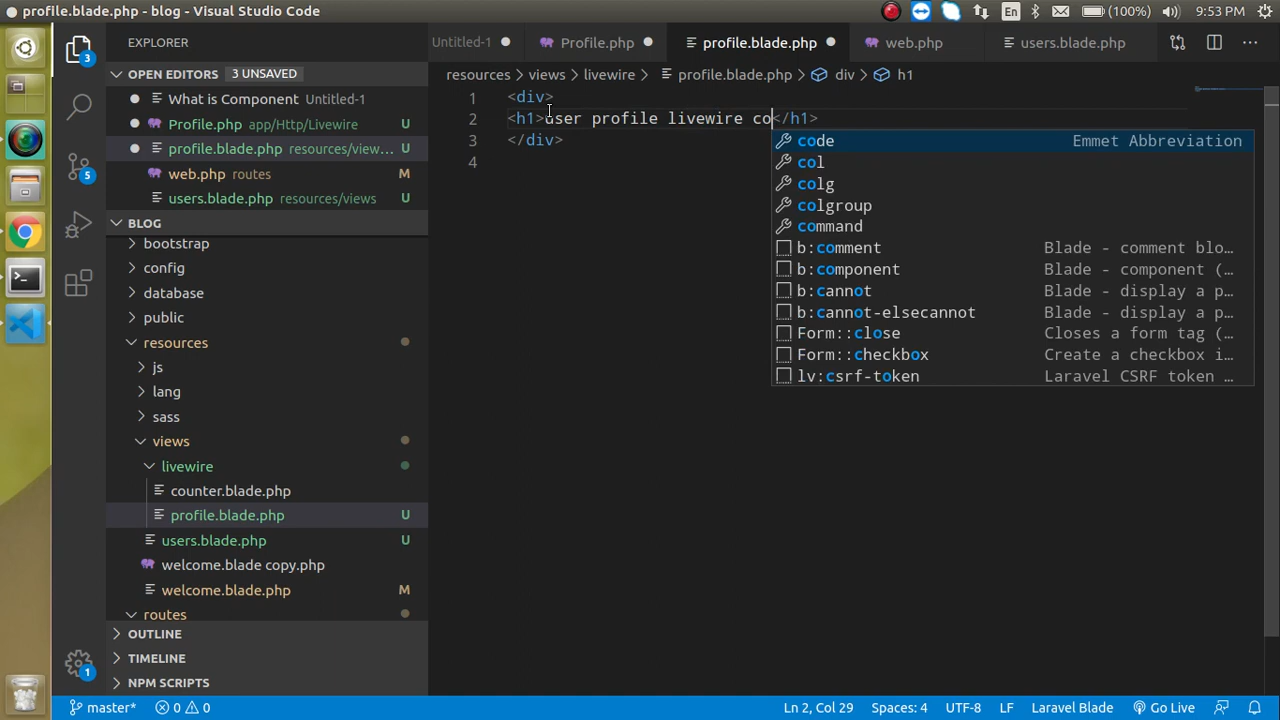 profile.blade.php - blog - Visual Studio Code
En (100%) 9:53 PM
EXPLORER
OPEN EDITORS 3 UNSAVED
What is Component Untitled-1
Profile.php app/Http/Livewire U
profile.blade.php resources/view... U
web.php routes M
users.blade.php resources/views U
BLOG
bootstrap
config
database
public
resources
js
lang
sass
views
livewire
counter.blade.php
profile.blade.php U
users.blade.php U
welcome.blade copy.php
welcome.blade.php M
routes
OUTLINE
TIMELINE
NPM SCRIPTS
3
5
1
Untitled-1 Profile.php profile.blade.php web.php users.blade.php
resources > views > livewire > profile.blade.php > div > h1
1 <div>
2 <h1>user profile livewire co</h1>
3 </div>
4
code Emmet Abbreviation
col
colg
colgroup
command
b:comment Blade - comment blo...
b:component Blade - component (...
b:cannot Blade - display a p...
b:cannot-elsecannot Blade - display a p...
Form::close Closes a form tag (...
Form::checkbox Create a checkbox i...
lv:csrf-token Laravel CSRF token ...
master* 0 0 Ln 2, Col 29 Spaces: 4 UTF-8 LF Laravel Blade Go Live